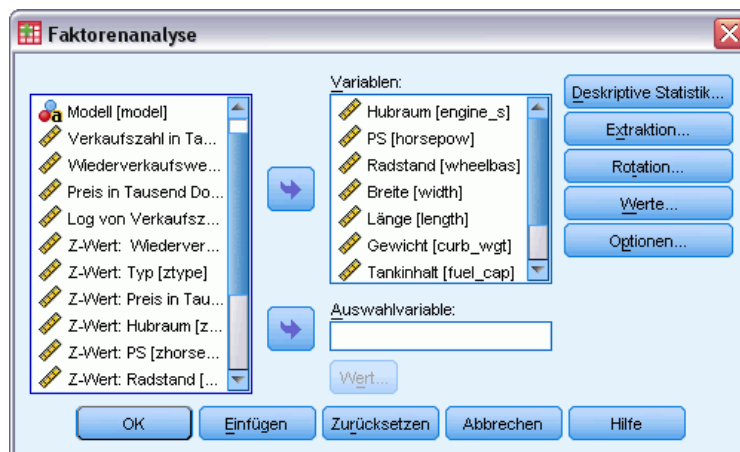 Faktorenanalyse
Modell [model]
Verkaufszahl in Ta...
Wiederverkaufswe...
Preis in Tausend Do...
Log von Verkaufsz...
Z-Wert: Wiederver...
Z-Wert: Typ [ztype]
Z-Wert: Preis in Tau...
Z-Wert: Hubraum [z...
Z-Wert: PS [zhorse...
Z-Wert: Radstand [...
Variablen:
Hubraum [engine_s]
PS [horsepow]
Radstand [wheelbas]
Breite [width]
Länge [length]
Gewicht [curb_wgt]
Tankinhalt [fuel_cap]
Auswahlvariable:
Wert...
Deskriptive Statistik...
Extraktion...
Rotation...
Werte...
Optionen...
OK
Einfügen
Zurücksetzen
Abbrechen
Hilfe